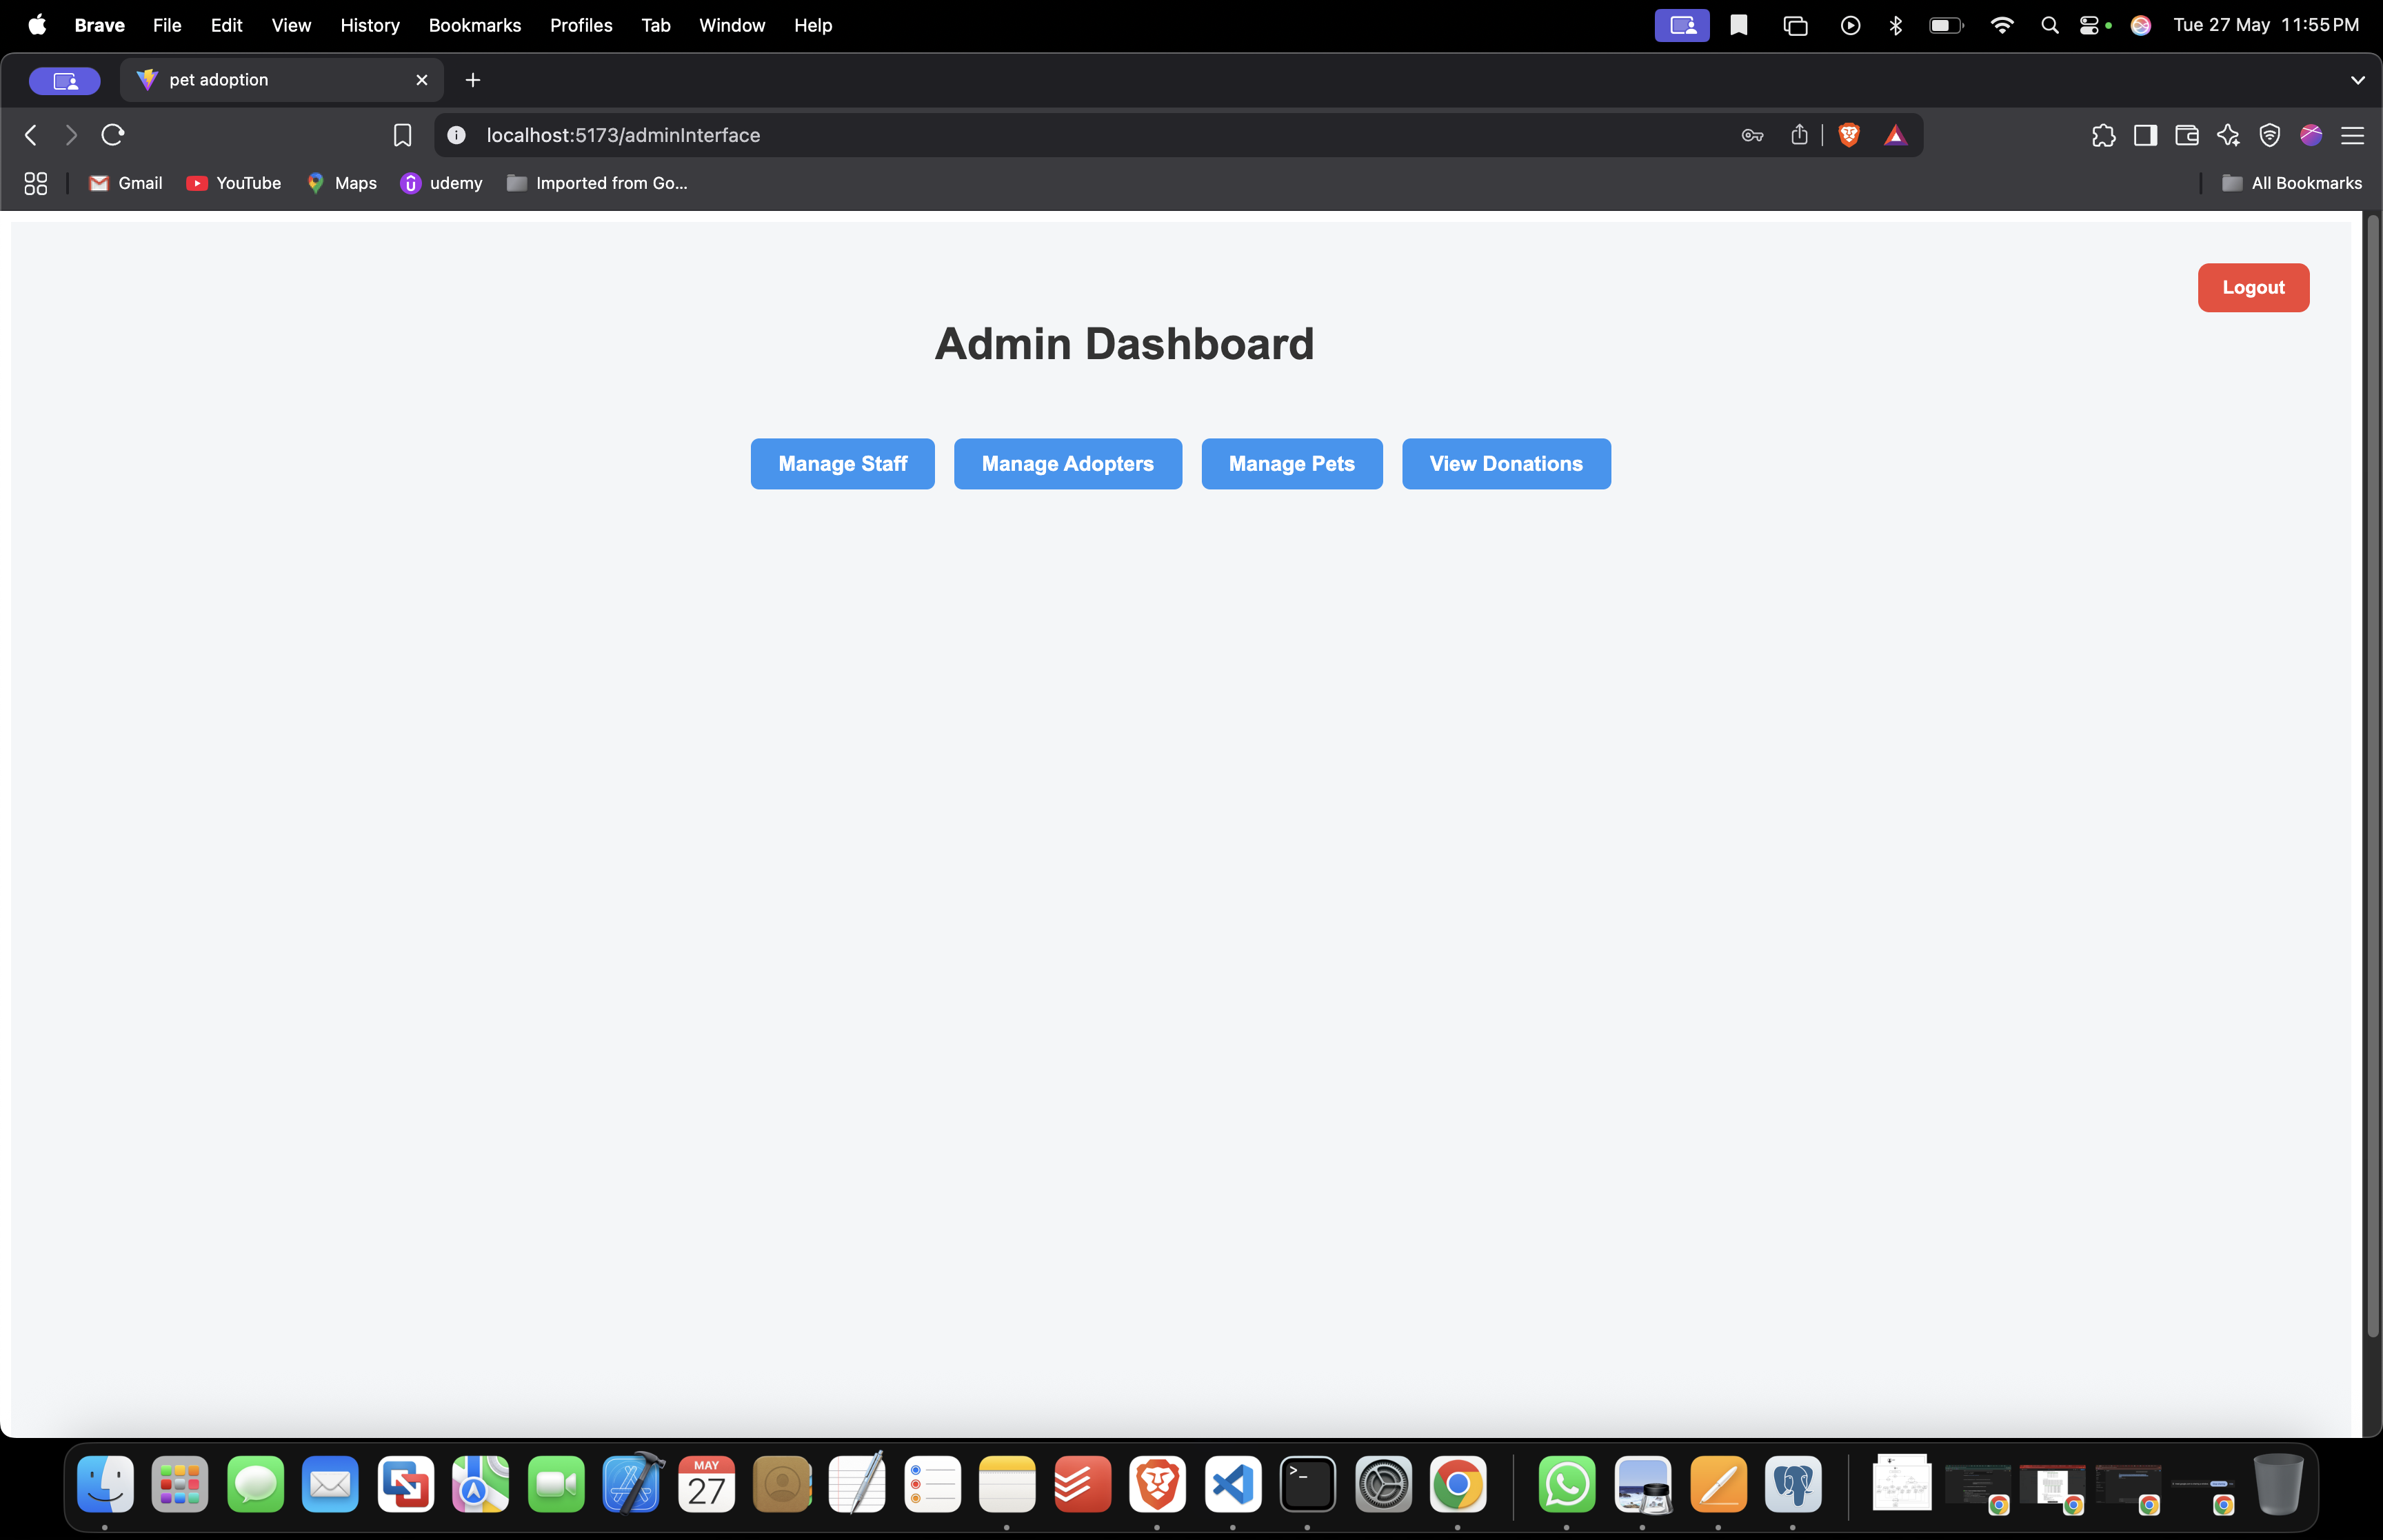 Brave File Edit View History Bookmarks Profiles Tab Window Help Tue 27 May 11:55 PM
pet adoption
localhost:5173/adminInterface
Gmail YouTube Maps udemy Imported from Go... All Bookmarks
Logout
Admin Dashboard
Manage Staff Manage Adopters Manage Pets View Donations
MAY
27